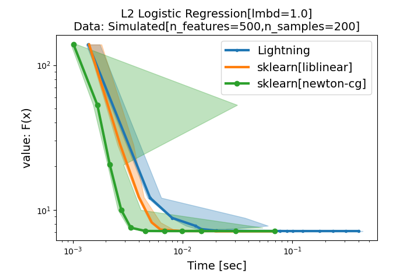 L2 Logistic Regression[lmbd=1.0]
Data: Simulated[n_features=500,n_samples=200]
Lightning
sklearn[liblinear]
sklearn[newton-cg]
value: F(x)
10²
10¹
10⁻³
10⁻²
10⁻¹
Time [sec]